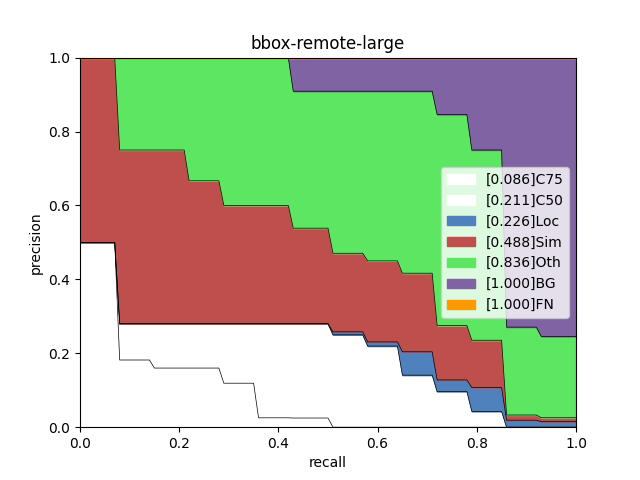 bbox-remote-large
1.0
0.8
0.6
0.4
0.2
0.0
precision
[0.086]C75
[0.211]C50
[0.226]Loc
[0.488]Sim
[0.836]Oth
[1.000]BG
[1.000]FN
0.0 0.2 0.4 0.6 0.8 1.0
recall